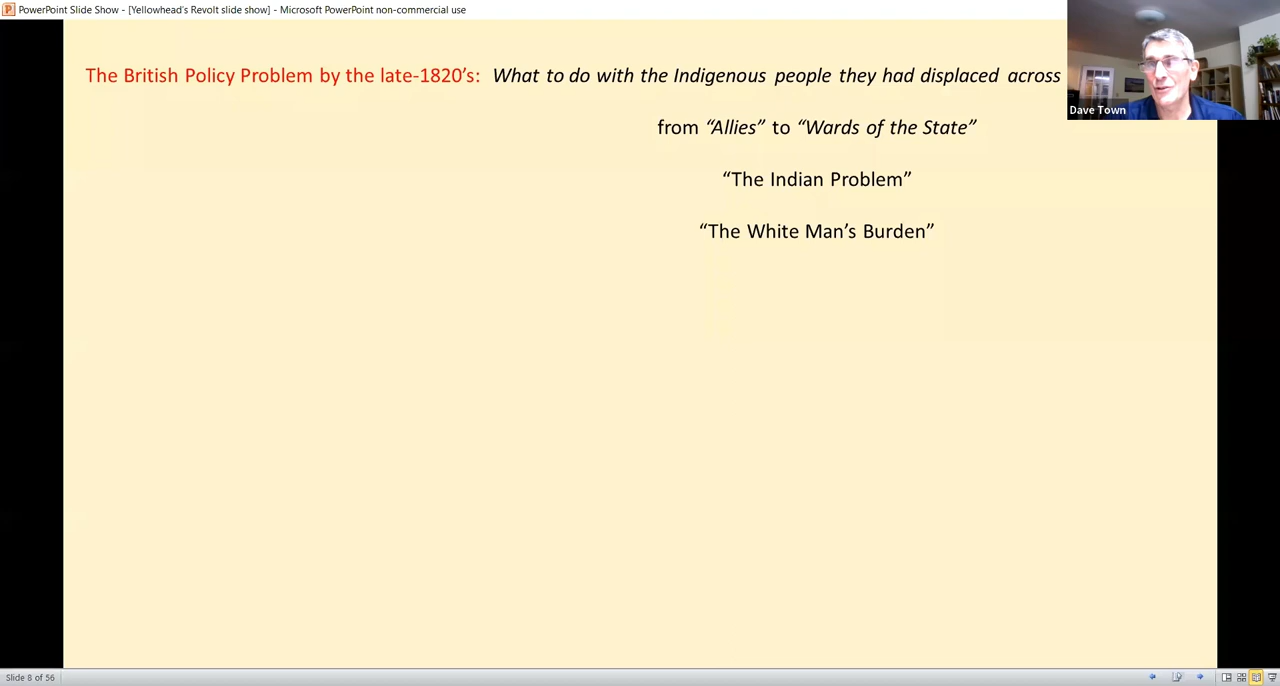 PowerPoint Slide Show - [Yellowhead's Revolt slide show] - Microsoft PowerPoint non-commercial use
The British Policy Problem by the late-1820’s: What to do with the Indigenous people they had displaced across
Dave Town
from “Allies” to “Wards of the State”
“The Indian Problem”
“The White Man’s Burden”
Slide 8 of 56